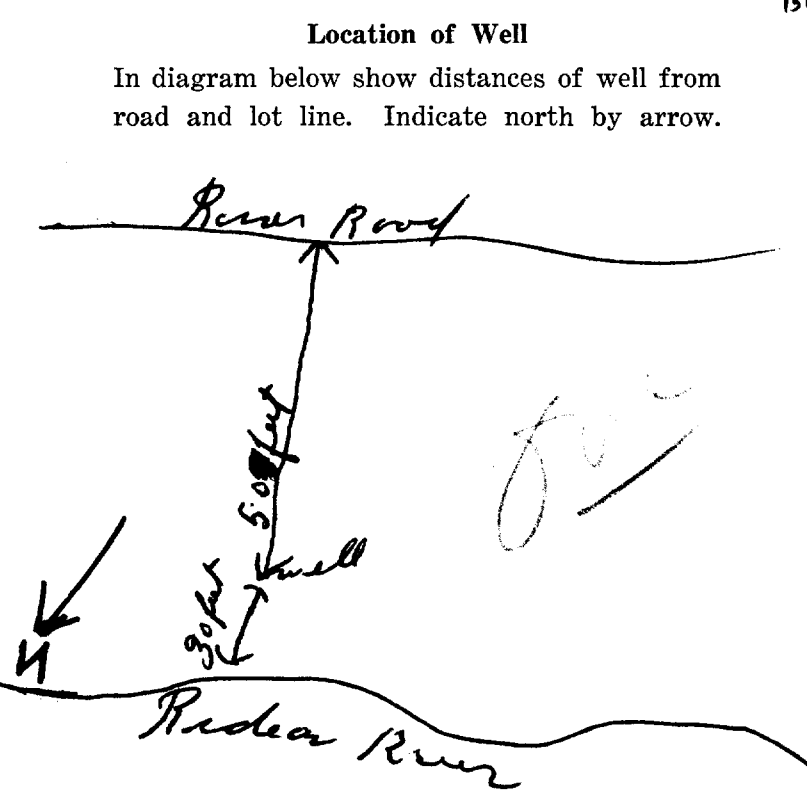 Location of Well
In diagram below show distances of well from
road and lot line. Indicate north by arrow.
River Road
feet
well
30 feet
N
Rideau River